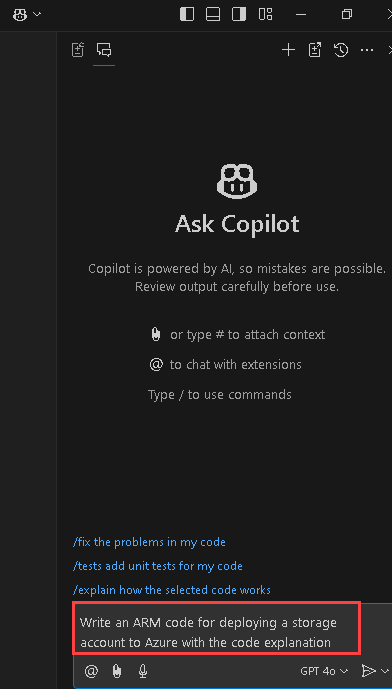 Ask Copilot
Copilot is powered by AI, so mistakes are possible.
Review output carefully before use.
or type # to attach context
@ to chat with extensions
Type / to use commands
/fix the problems in my code
/tests add unit tests for my code
/explain how the selected code works
Write an ARM code for deploying a storage
account to Azure with the code explanation
@ GPT 4o